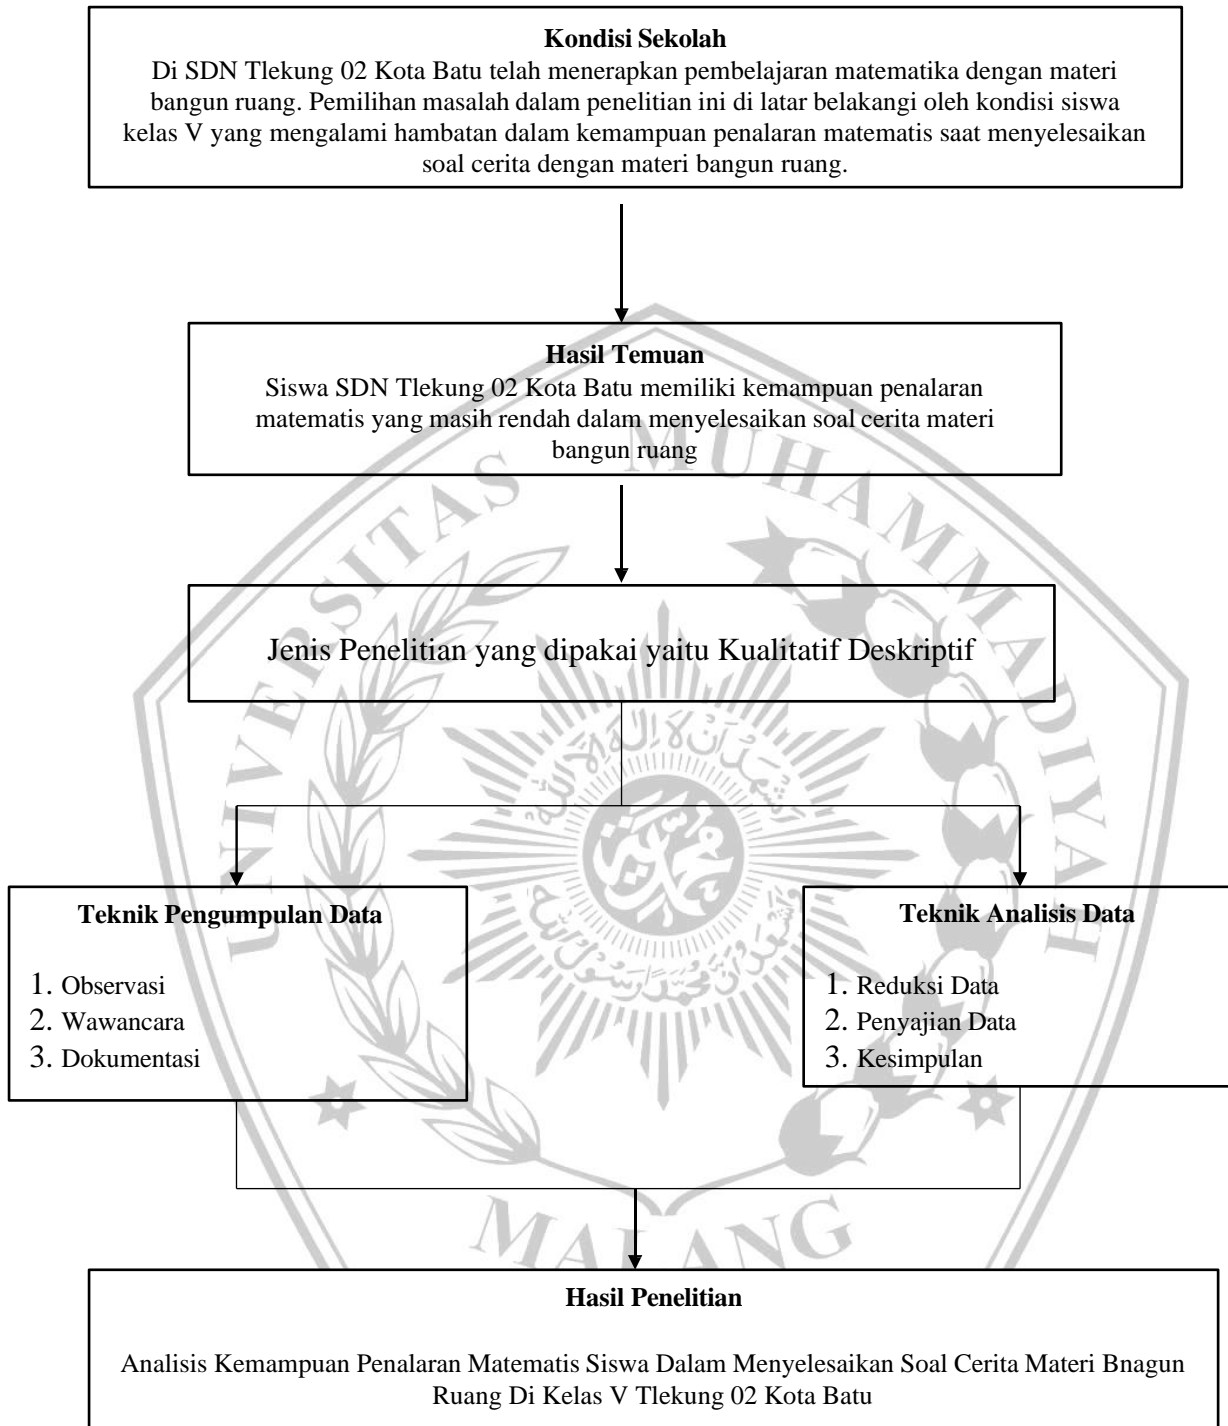 Kondisi Sekolah
Di SDN Tlekung 02 Kota Batu telah menerapkan pembelajaran matematika dengan materi
bangun ruang. Pemilihan masalah dalam penelitian ini di latar belakangi oleh kondisi siswa
kelas V yang mengalami hambatan dalam kemampuan penalaran matematis saat menyelesaikan
soal cerita dengan materi bangun ruang.
Hasil Temuan
Siswa SDN Tlekung 02 Kota Batu memiliki kemampuan penalaran
matematis yang masih rendah dalam menyelesaikan soal cerita materi
bangun ruang
UNIVERSITAS MUHAMMADIYAH
Jenis Penelitian yang dipakai yaitu Kualitatif Deskriptif
Teknik Pengumpulan Data
1. Observasi
2. Wawancara
3. Dokumentasi
Teknik Analisis Data
1. Reduksi Data
2. Penyajian Data
3. Kesimpulan
MALANG
Hasil Penelitian
Analisis Kemampuan Penalaran Matematis Siswa Dalam Menyelesaikan Soal Cerita Materi Bnagun
Ruang Di Kelas V Tlekung 02 Kota Batu